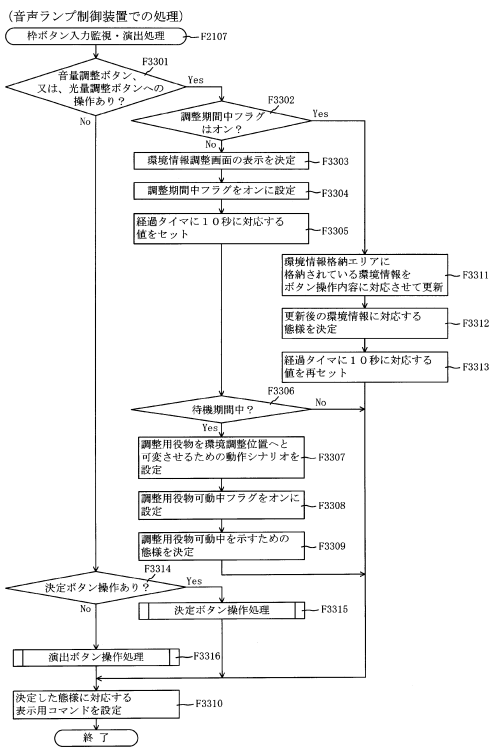 （音声ランプ制御装置での処理）
枠ボタン入力監視・演出処理
F2107
F3301
音量調整ボタン、
又は、光量調整ボタンへの
操作あり？
Yes
No
F3302
調整期間中フラグ
はオン？
Yes
No
環境情報調整画面の表示を決定
F3303
調整期間中フラグをオンに設定
F3304
経過タイマに１０秒に対応する
値をセット
F3305
環境情報格納エリアに
格納されている環境情報を
ボタン操作内容に対応させて更新
F3311
更新後の環境情報に対応する
態様を決定
F3312
経過タイマに１０秒に対応する
値を再セット
F3313
F3306
待機期間中？
No
Yes
調整用役物を環境調整位置へと
可変させるための動作シナリオを
設定
F3307
調整用役物可動中フラグをオンに
設定
F3308
調整用役物可動中を示すための
態様を決定
F3309
F3314
決定ボタン操作あり？
Yes
No
決定ボタン操作処理
F3315
演出ボタン操作処理
F3316
決定した態様に対応する
表示用コマンドを設定
F3310
終 了